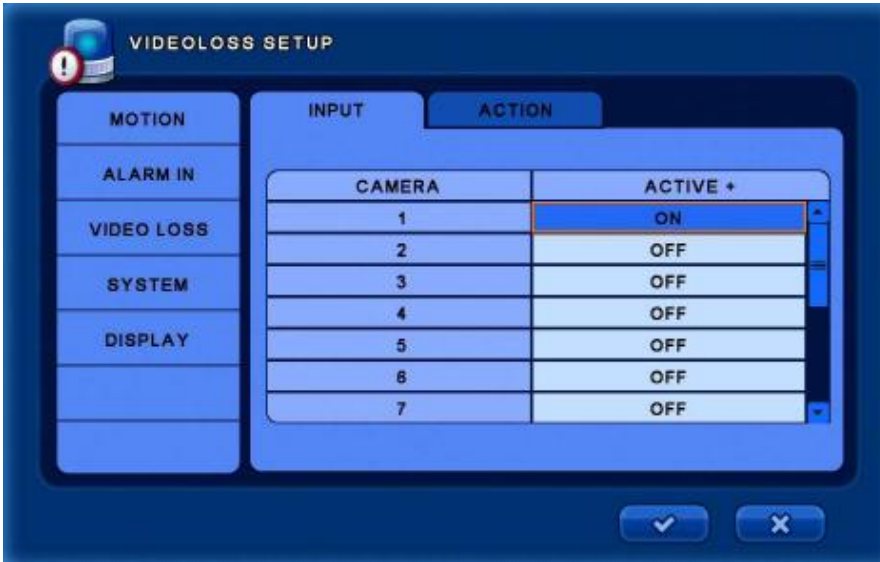 VIDEOLOSS SETUP
MOTION
ALARM IN
VIDEO LOSS
SYSTEM
DISPLAY
INPUT ACTION
CAMERA ACTIVE +
1 ON
2 OFF
3 OFF
4 OFF
5 OFF
6 OFF
7 OFF